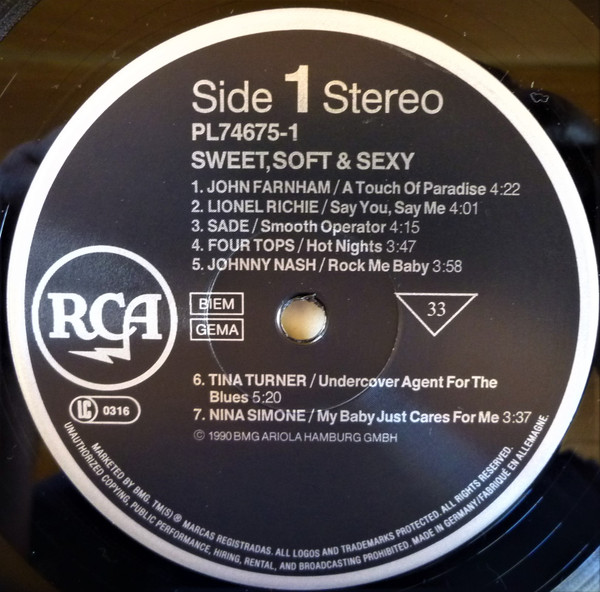 Side 1 Stereo
PL74675-1
SWEET, SOFT & SEXY
1. JOHN FARNHAM / A Touch Of Paradise 4:22
2. LIONEL RICHIE / Say You, Say Me 4:01
3. SADE / Smooth Operator 4:15
4. FOUR TOPS / Hot Nights 3:47
5. JOHNNY NASH / Rock Me Baby 3:58
RCA
BIEM
GEMA
33
6. TINA TURNER / Undercover Agent For The
Blues 5:20
7. NINA SIMONE / My Baby Just Cares For Me 3:37
© 1990 BMG ARIOLA HAMBURG GMBH
LC 0316
MARKETED BY BMG. TM(S) ® MARCAS REGISTRADAS. ALL LOGOS AND TRADEMARKS PROTECTED. ALL RIGHTS RESERVED.
UNAUTHORIZED COPYING, PUBLIC PERFORMANCE, HIRING, RENTAL, AND BROADCASTING PROHIBITED. MADE IN GERMANY/FABRIQUÉ EN ALLEMAGNE.